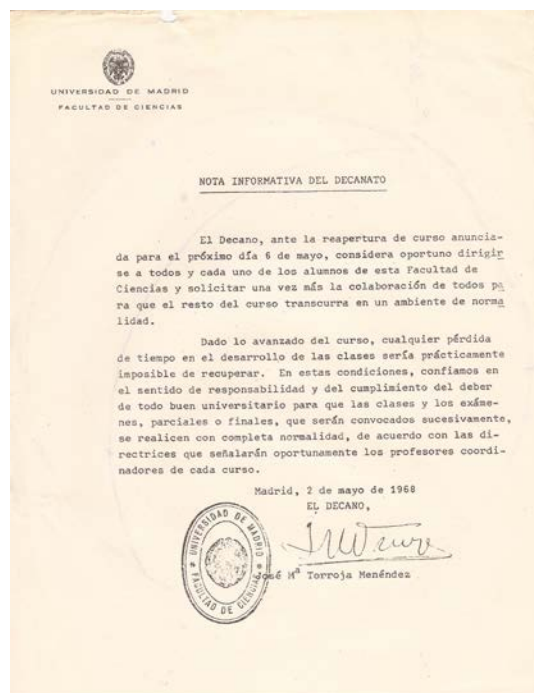 UNIVERSIDAD DE MADRID
FACULTAD DE CIENCIAS
NOTA INFORMATIVA DEL DECANATO
El Decano, ante la reapertura de curso anuncia-
da para el próximo día 6 de mayo, considera oportuno dirigir
se a todos y cada uno de los alumnos de esta Facultad de
Ciencias y solicitar una vez más la colaboración de todos pa
ra que el resto del curso transcurra en un ambiente de norma
lidad.
Dado lo avanzado del curso, cualquier pérdida
de tiempo en el desarrollo de las clases sería prácticamente
imposible de recuperar. En estas condiciones, confiamos en
el sentido de responsabilidad y del cumplimiento del deber
de todo buen universitario para que las clases y los exáme-
nes, parciales o finales, que serán convocados sucesivamente,
se realicen con completa normalidad, de acuerdo con las di-
rectrices que señalarán oportunamente los profesores coordi-
nadores de cada curso.
Madrid, 2 de mayo de 1968
EL DECANO,
José Mª Torroja Menéndez
UNIVERSIDAD DE MADRID
FACULTAD DE CIENCIAS